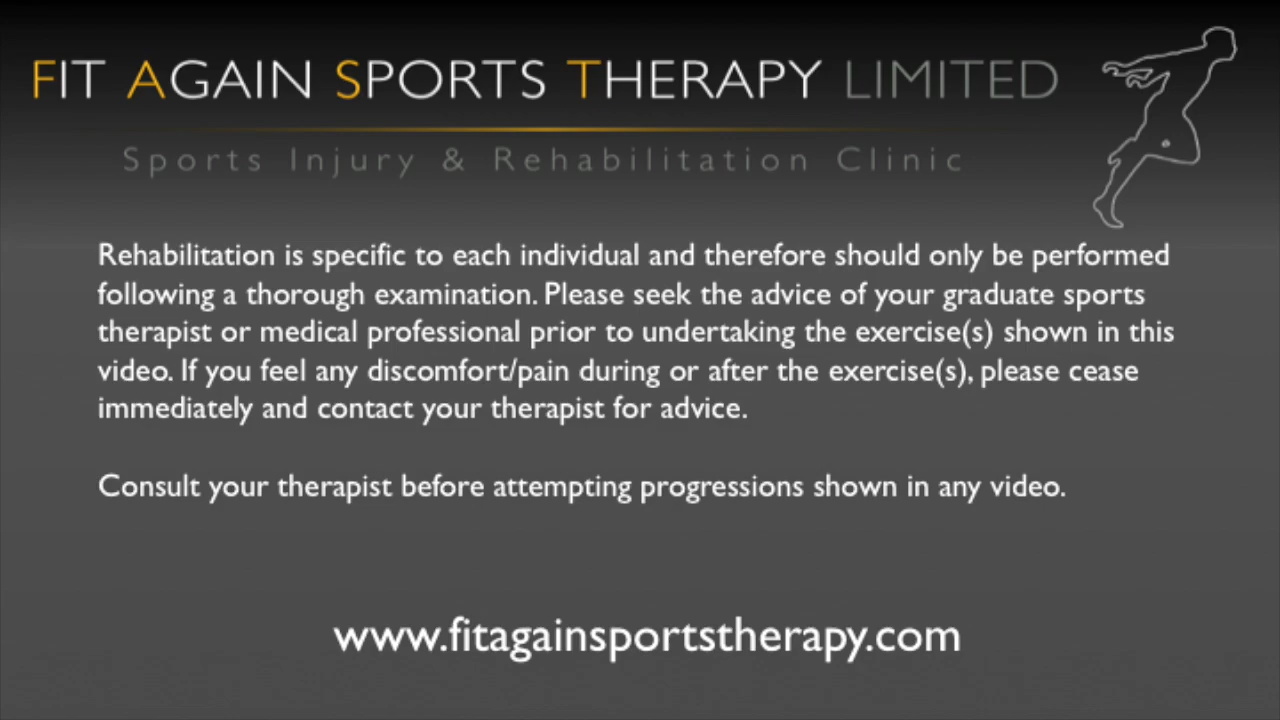 FIT AGAIN SPORTS THERAPY LIMITED
Sports Injury & Rehabilitation Clinic
Rehabilitation is specific to each individual and therefore should only be performed
following a thorough examination. Please seek the advice of your graduate sports
therapist or medical professional prior to undertaking the exercise(s) shown in this
video. If you feel any discomfort/pain during or after the exercise(s), please cease
immediately and contact your therapist for advice.
Consult your therapist before attempting progressions shown in any video.
www.fitagainsportstherapy.com